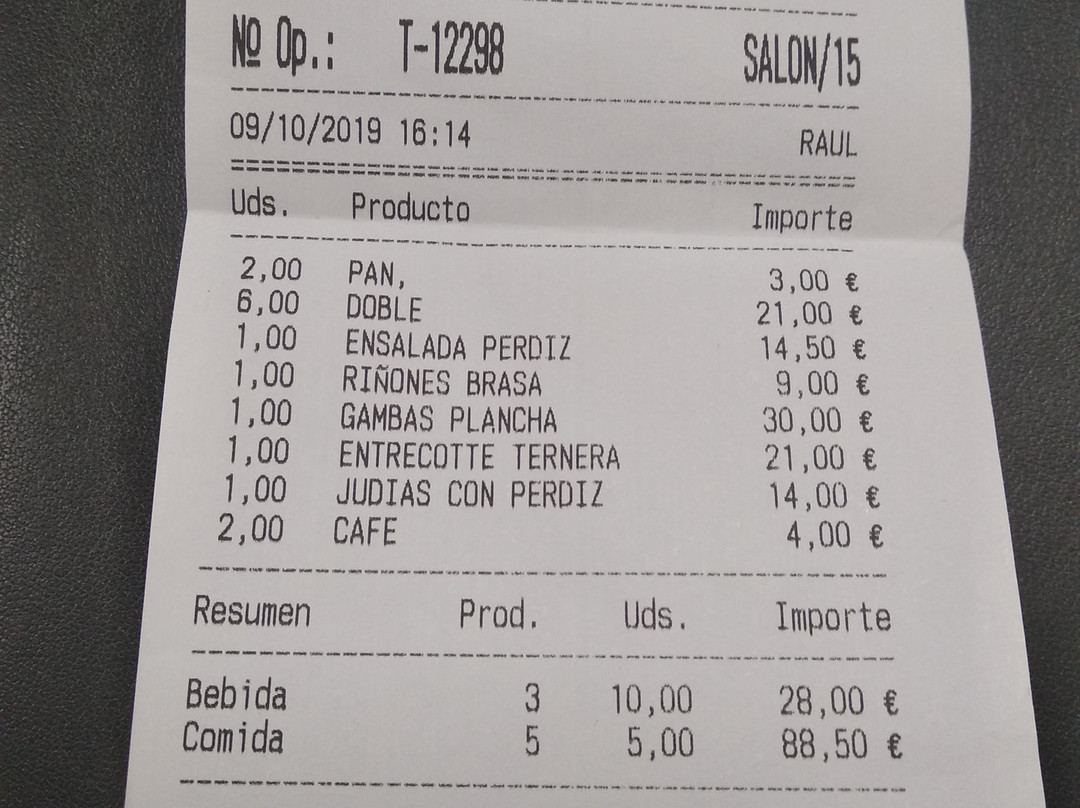 Nº Op.: T-12298 SALON/15
09/10/2019 16:14 RAUL
Uds. Producto Importe
2,00 PAN, 3,00 €
6,00 DOBLE 21,00 €
1,00 ENSALADA PERDIZ 14,50 €
1,00 RIÑONES BRASA 9,00 €
1,00 GAMBAS PLANCHA 30,00 €
1,00 ENTRECOTTE TERNERA 21,00 €
1,00 JUDIAS CON PERDIZ 14,00 €
2,00 CAFE 4,00 €
Resumen Prod. Uds. Importe
Bebida 3 10,00 28,00 €
Comida 5 5,00 88,50 €